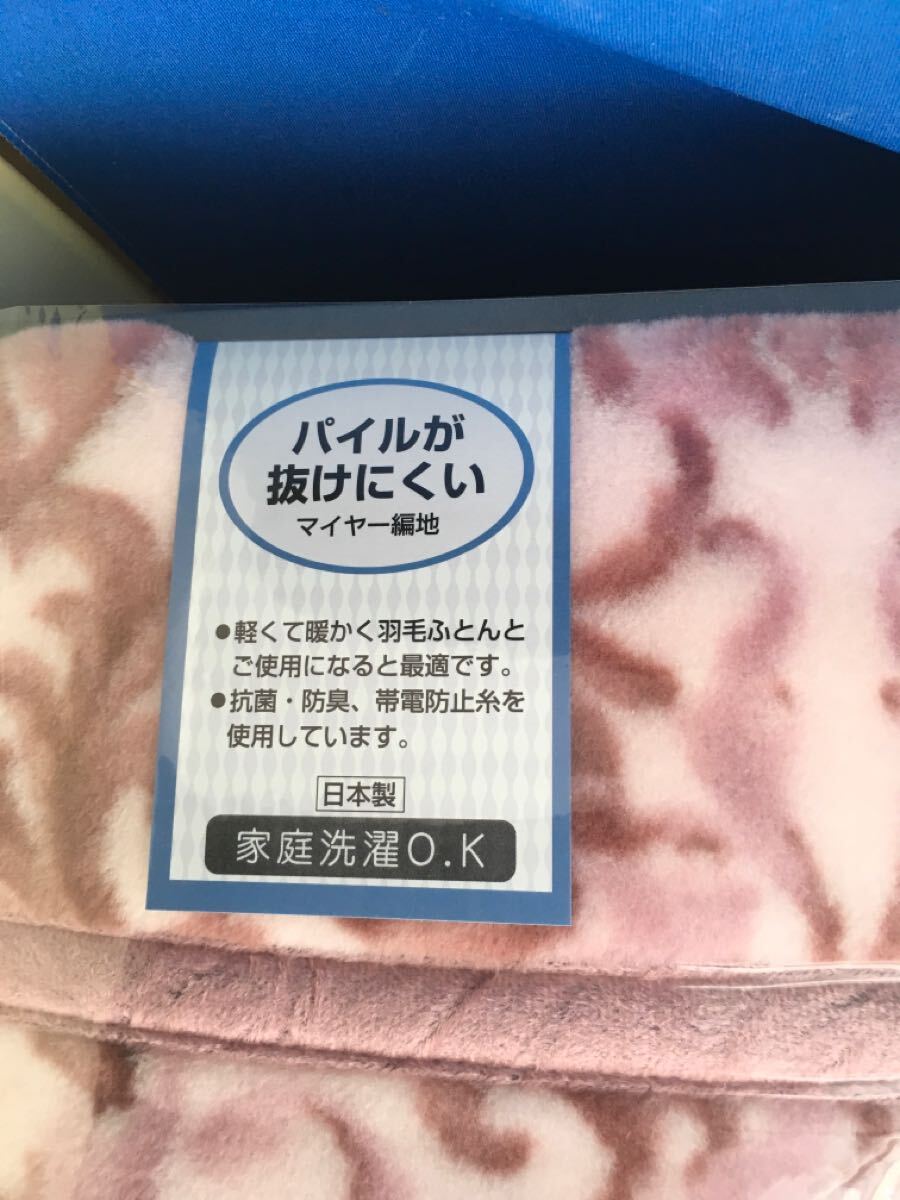 パイルが
抜けにくい
マイヤー編地
●軽くて暖かく羽毛ふとんと
ご使用になると最適です。
●抗菌・防臭、帯電防止糸を
使用しています。
日本製
家庭洗濯O.K